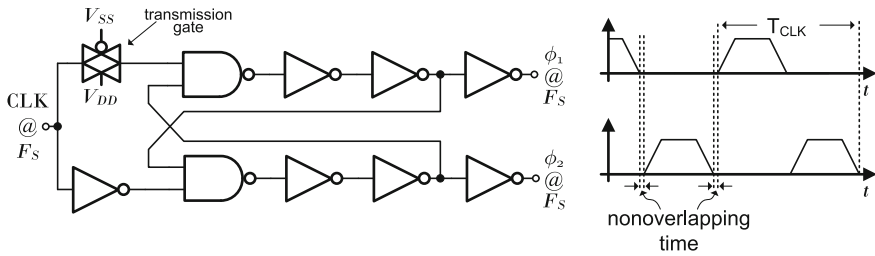 V_SS
transmission
gate
V_DD
CLK
@
F_S
ϕ_1
@
F_S
ϕ_2
@
F_S
T_CLK
t
t
nonoverlapping
time